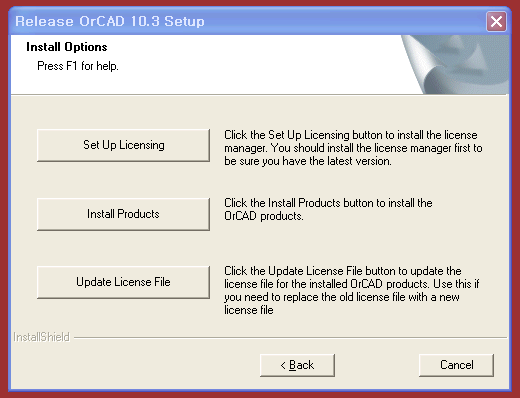 Release OrCAD 10.3 Setup
Install Options
Press F1 for help.
Set Up Licensing
Click the Set Up Licensing button to install the license
manager. You should install the license manager first to
be sure you have the latest version.
Install Products
Click the Install Products button to install the
OrCAD products.
Update License File
Click the Update License File button to update the
license file for the installed OrCAD products. Use this if
you need to replace the old license file with a new
license file
InstallShield
< Back
Cancel